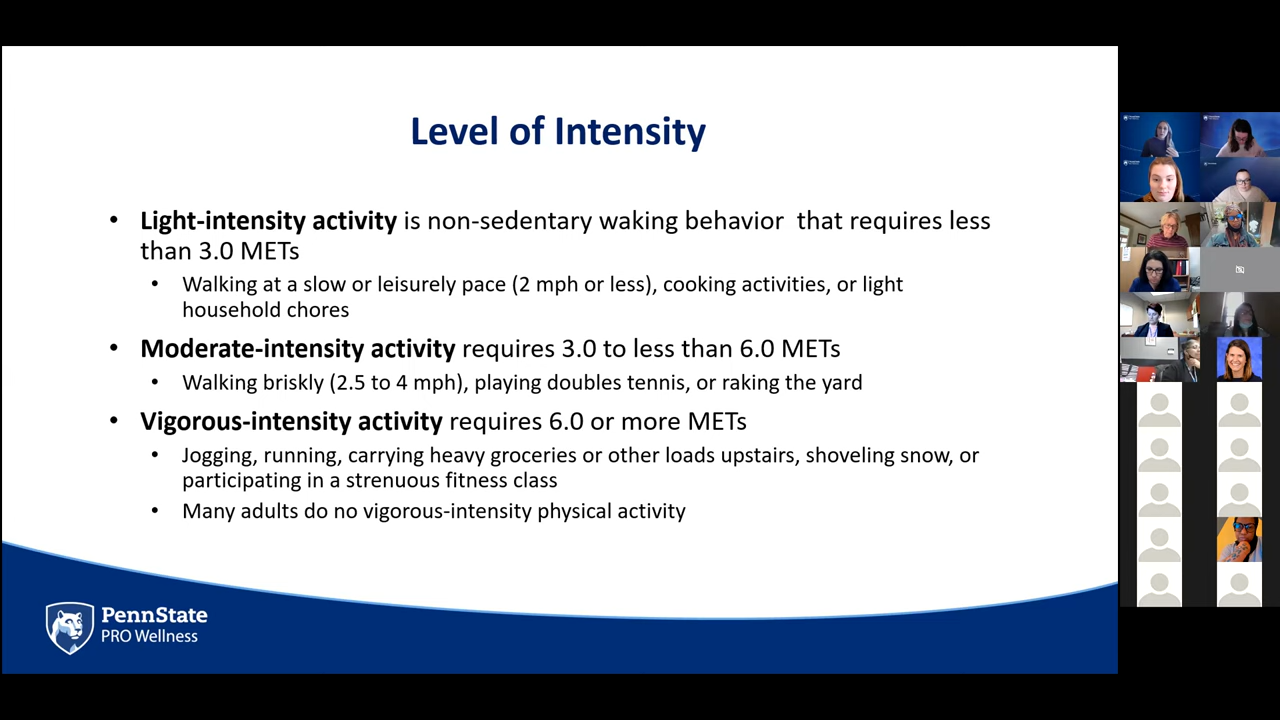 Level of Intensity
• Light-intensity activity is non-sedentary waking behavior  that requires less
than 3.0 METs
• Walking at a slow or leisurely pace (2 mph or less), cooking activities, or light
household chores
• Moderate-intensity activity requires 3.0 to less than 6.0 METs
• Walking briskly (2.5 to 4 mph), playing doubles tennis, or raking the yard
• Vigorous-intensity activity requires 6.0 or more METs
• Jogging, running, carrying heavy groceries or other loads upstairs, shoveling snow, or
participating in a strenuous fitness class
• Many adults do no vigorous-intensity physical activity
PennState
PRO Wellness